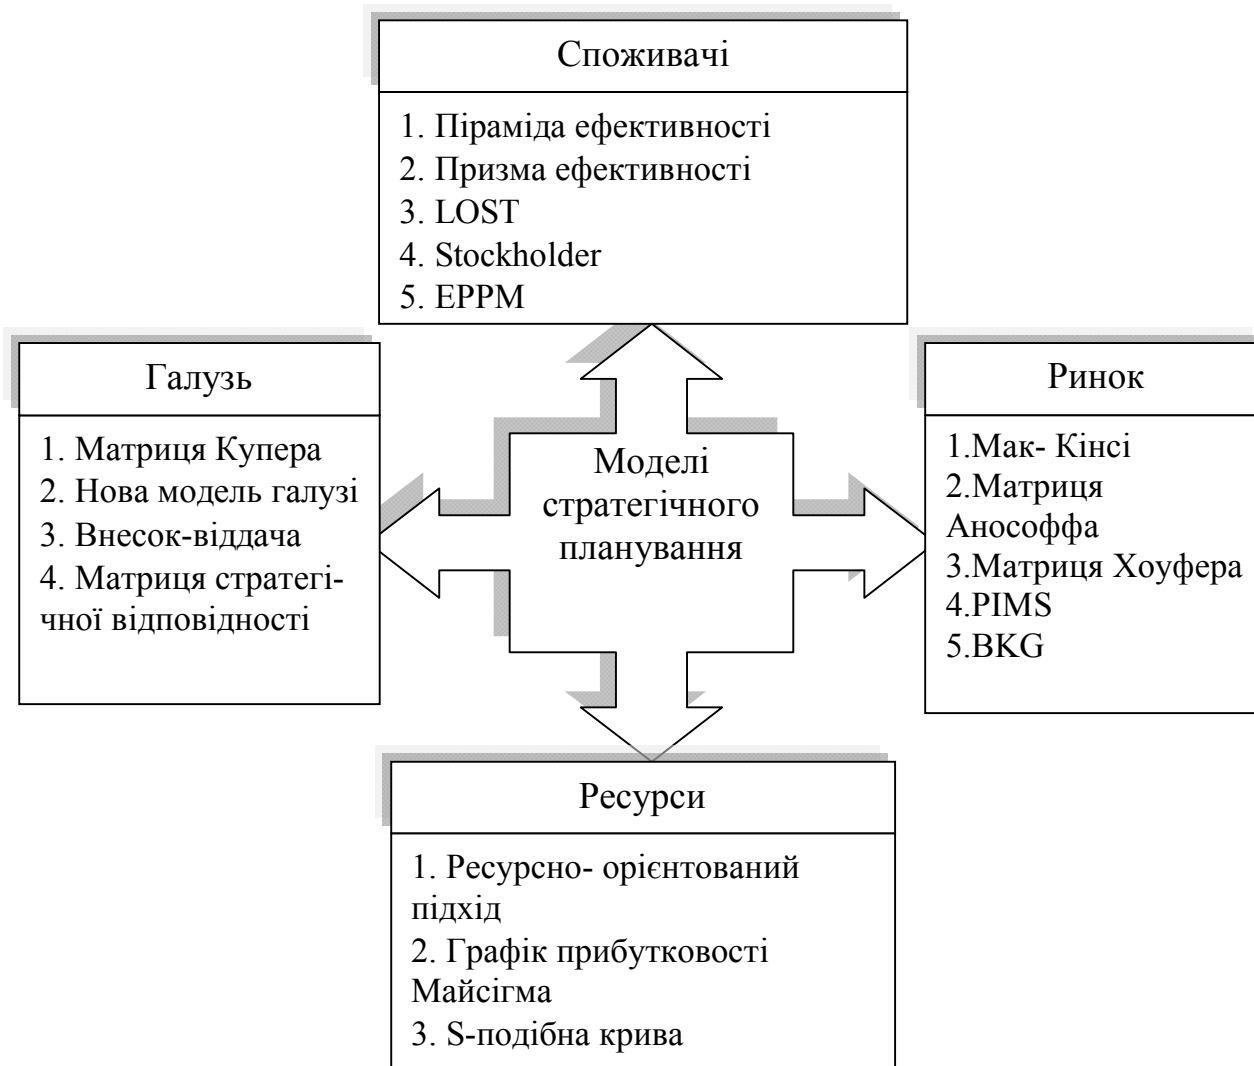 Споживачі
1. Піраміда ефективності
2. Призма ефективності
3. LOST
4. Stockholder
5. EPPM
Галузь
1. Матриця Купера
2. Нова модель галузі
3. Внесок-віддача
4. Матриця стратегі-
чної відповідності
Моделі
стратегічного
планування
Ринок
1.Мак- Кінсі
2.Матриця
Анософфа
3.Матриця Хоуфера
4.PIMS
5.BKG
Ресурси
1. Ресурсно- орієнтований
підхід
2. Графік прибутковості
Майсігма
3. S-подібна крива